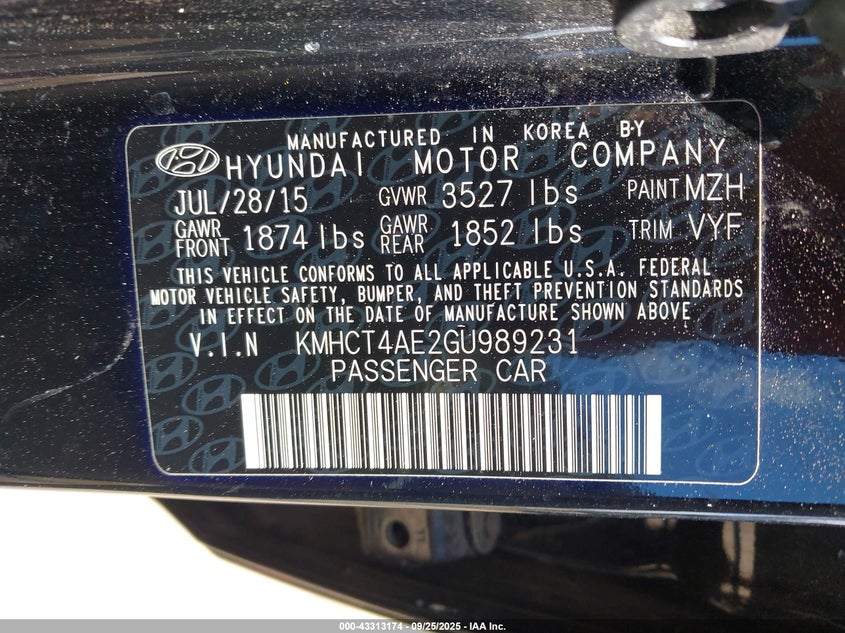 MANUFACTURED IN KOREA BY
HYUNDAI MOTOR COMPANY
JUL/28/15 GVWR 3527 lbs PAINT MZH
GAWR FRONT 1874 lbs GAWR REAR 1852 lbs TRIM VYF
THIS VEHICLE CONFORMS TO ALL APPLICABLE U.S.A. FEDERAL
MOTOR VEHICLE SAFETY, BUMPER, AND THEFT PREVENTION STANDARDS
IN EFFECT ON THE DATE OF MANUFACTURE SHOWN ABOVE
V.I.N KMHCT4AE2GU989231
PASSENGER CAR
000-43313174 - 09/25/2025 - IAA Inc.